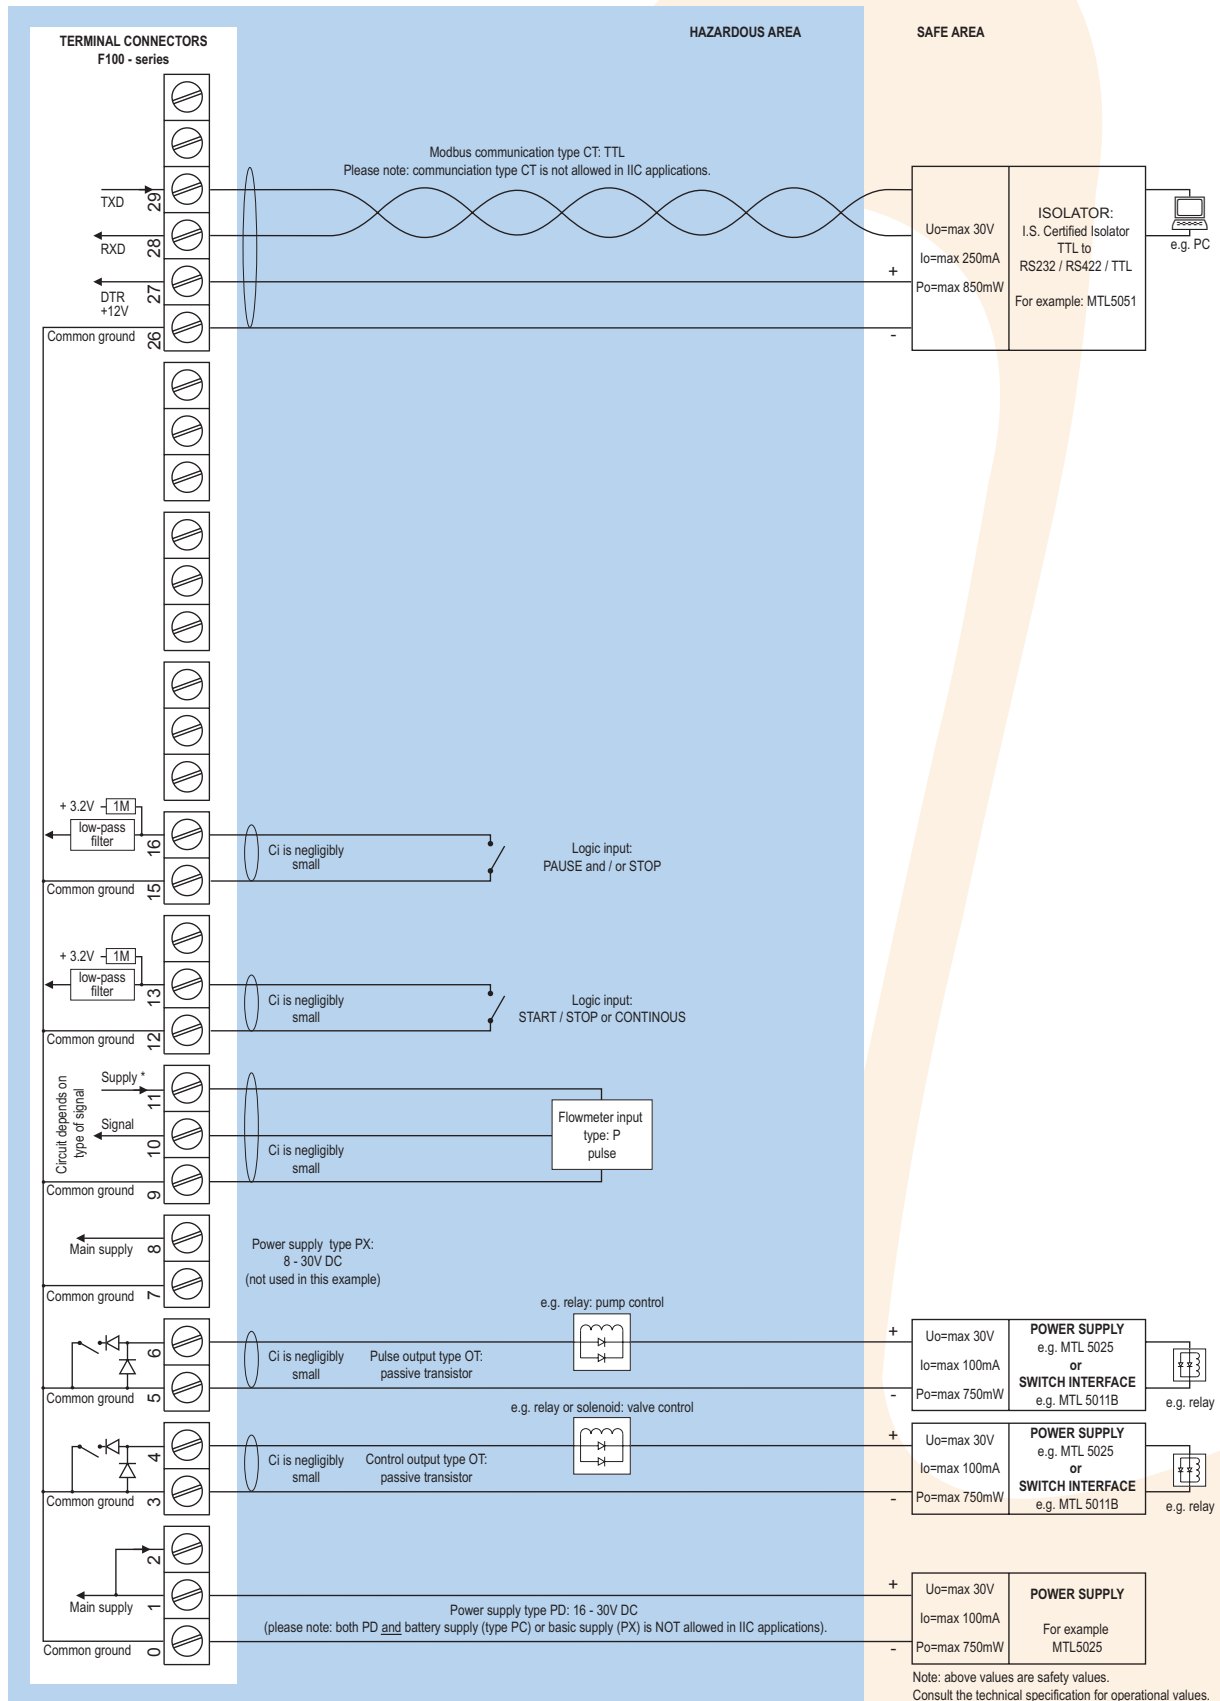 TERMINAL CONNECTORS
F100 - series
HAZARDOUS AREA
SAFE AREA
Modbus communication type CT: TTL
Please note: communciation type CT is not allowed in IIC applications.
TXD
29
RXD
28
DTR
+12V
27
Common ground
26
+
-
Uo=max 30V
Io=max 250mA
Po=max 850mW
ISOLATOR:
I.S. Certified Isolator
TTL to
RS232 / RS422 / TTL
For example: MTL5051
e.g. PC
+ 3.2V
1M
low-pass
filter
16
Common ground
15
Ci is negligibly
small
Logic input:
PAUSE and / or STOP
+ 3.2V
1M
low-pass
filter
13
Common ground
12
Ci is negligibly
small
Logic input:
START / STOP or CONTINOUS
Circuit depends on
type of signal
Supply *
11
Signal
10
Common ground
9
Ci is negligibly
small
Flowmeter input
type: P
pulse
Main supply
8
Common ground
7
Power supply type PX:
8 - 30V DC
(not used in this example)
e.g. relay: pump control
6
Common ground
5
Ci is negligibly
small
Pulse output type OT:
passive transistor
+
-
Uo=max 30V
Io=max 100mA
Po=max 750mW
POWER SUPPLY
e.g. MTL 5025
or
SWITCH INTERFACE
e.g. MTL 5011B
e.g. relay
e.g. relay or solenoid: valve control
4
Common ground
3
Ci is negligibly
small
Control output type OT:
passive transistor
+
-
Uo=max 30V
Io=max 100mA
Po=max 750mW
POWER SUPPLY
e.g. MTL 5025
or
SWITCH INTERFACE
e.g. MTL 5011B
e.g. relay
2
Main supply
1
Common ground
0
Power supply type PD: 16 - 30V DC
(please note: both PD and battery supply (type PC) or basic supply (PX) is NOT allowed in IIC applications).
+
-
Uo=max 30V
Io=max 100mA
Po=max 750mW
POWER SUPPLY
For example
MTL5025
Note: above values are safety values.
Consult the technical specification for operational values.